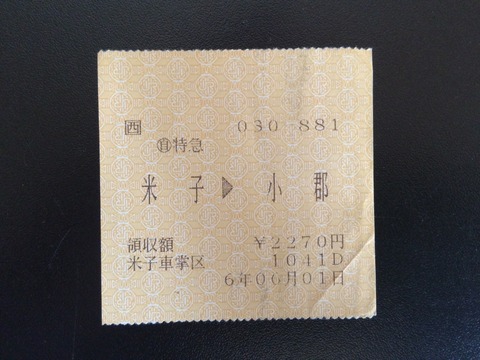 西 030-881
自特急
米子▶小郡
領収額 ￥2270円
米子車掌区 1041D
6年06月01日